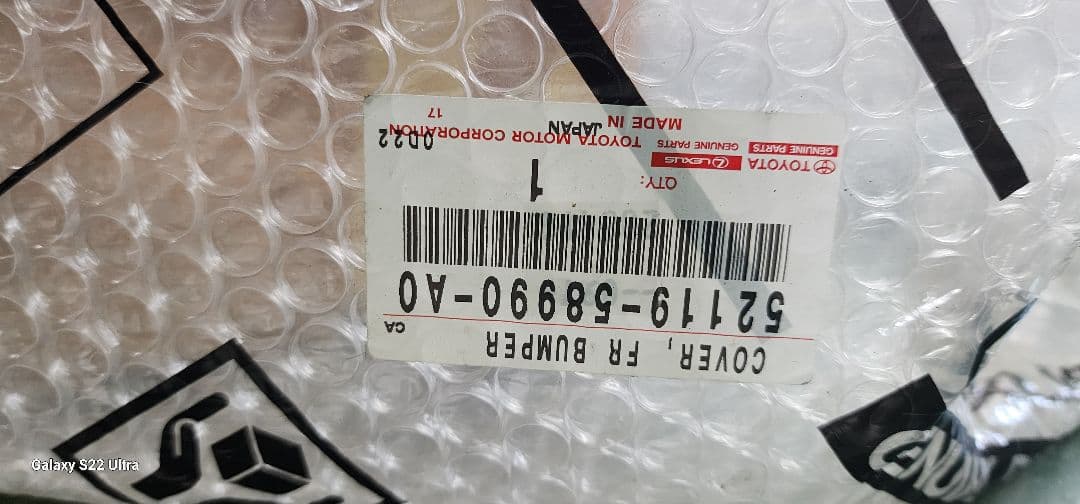 COVER, FR BUMPER
CA
52119-58990-A0
QTY:
1
TOYOTA
GENUINE PARTS
LEXUS
GENUINE PARTS
TOYOTA MOTOR CORPORATION
0D22
MADE IN JAPAN
17
Galaxy S22 Ultra